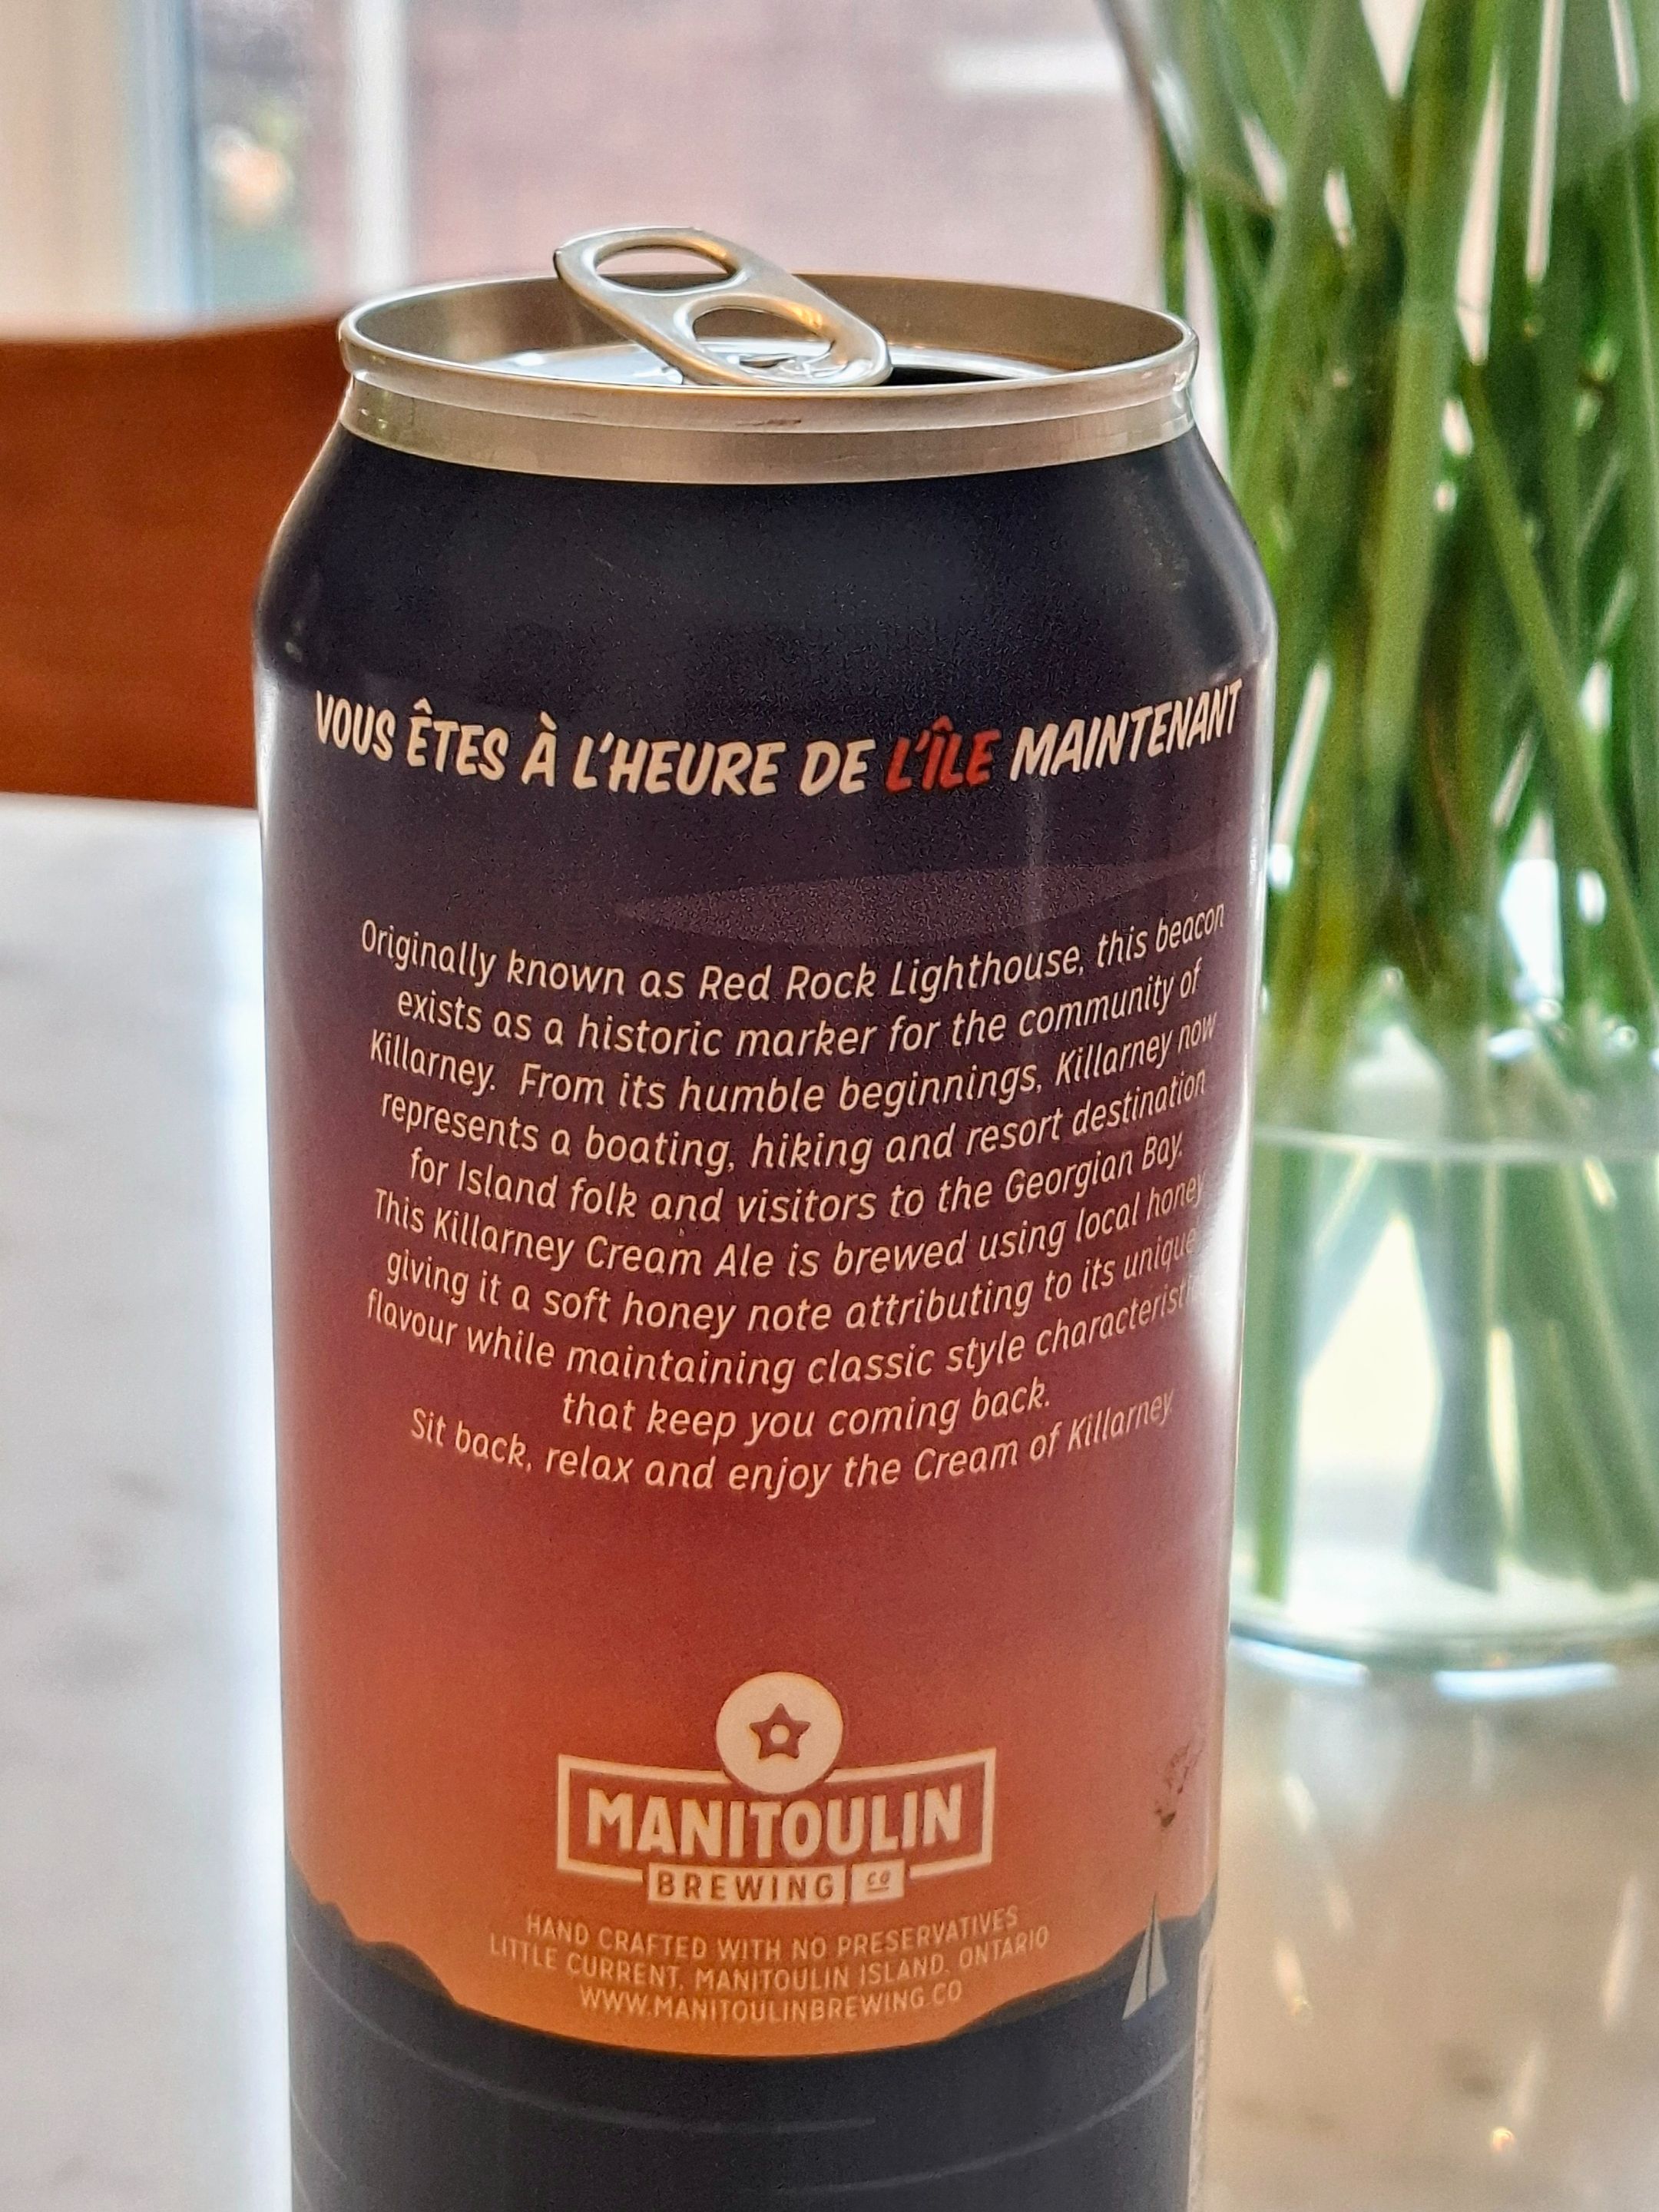 VOUS ÊTES À L'HEURE DE L'ÎLE MAINTENANT
Originally known as Red Rock Lighthouse, this beacon
exists as a historic marker for the community of
Killarney. From its humble beginnings, Killarney now
represents a boating, hiking and resort destination
for Island folk and visitors to the Georgian Bay.
This Killarney Cream Ale is brewed using local honey
giving it a soft honey note attributing to its unique
flavour while maintaining classic style
that keep you coming back.
Sit back, relax and enjoy the Cream of Killarney.
MANITOULIN
BREWING CO
HAND CRAFTED WITH NO PRESERVATIVES
LITTLE CURRENT, MANITOULIN ISLAND, ONTARIO
WWW.MANITOULINBREWING.CO